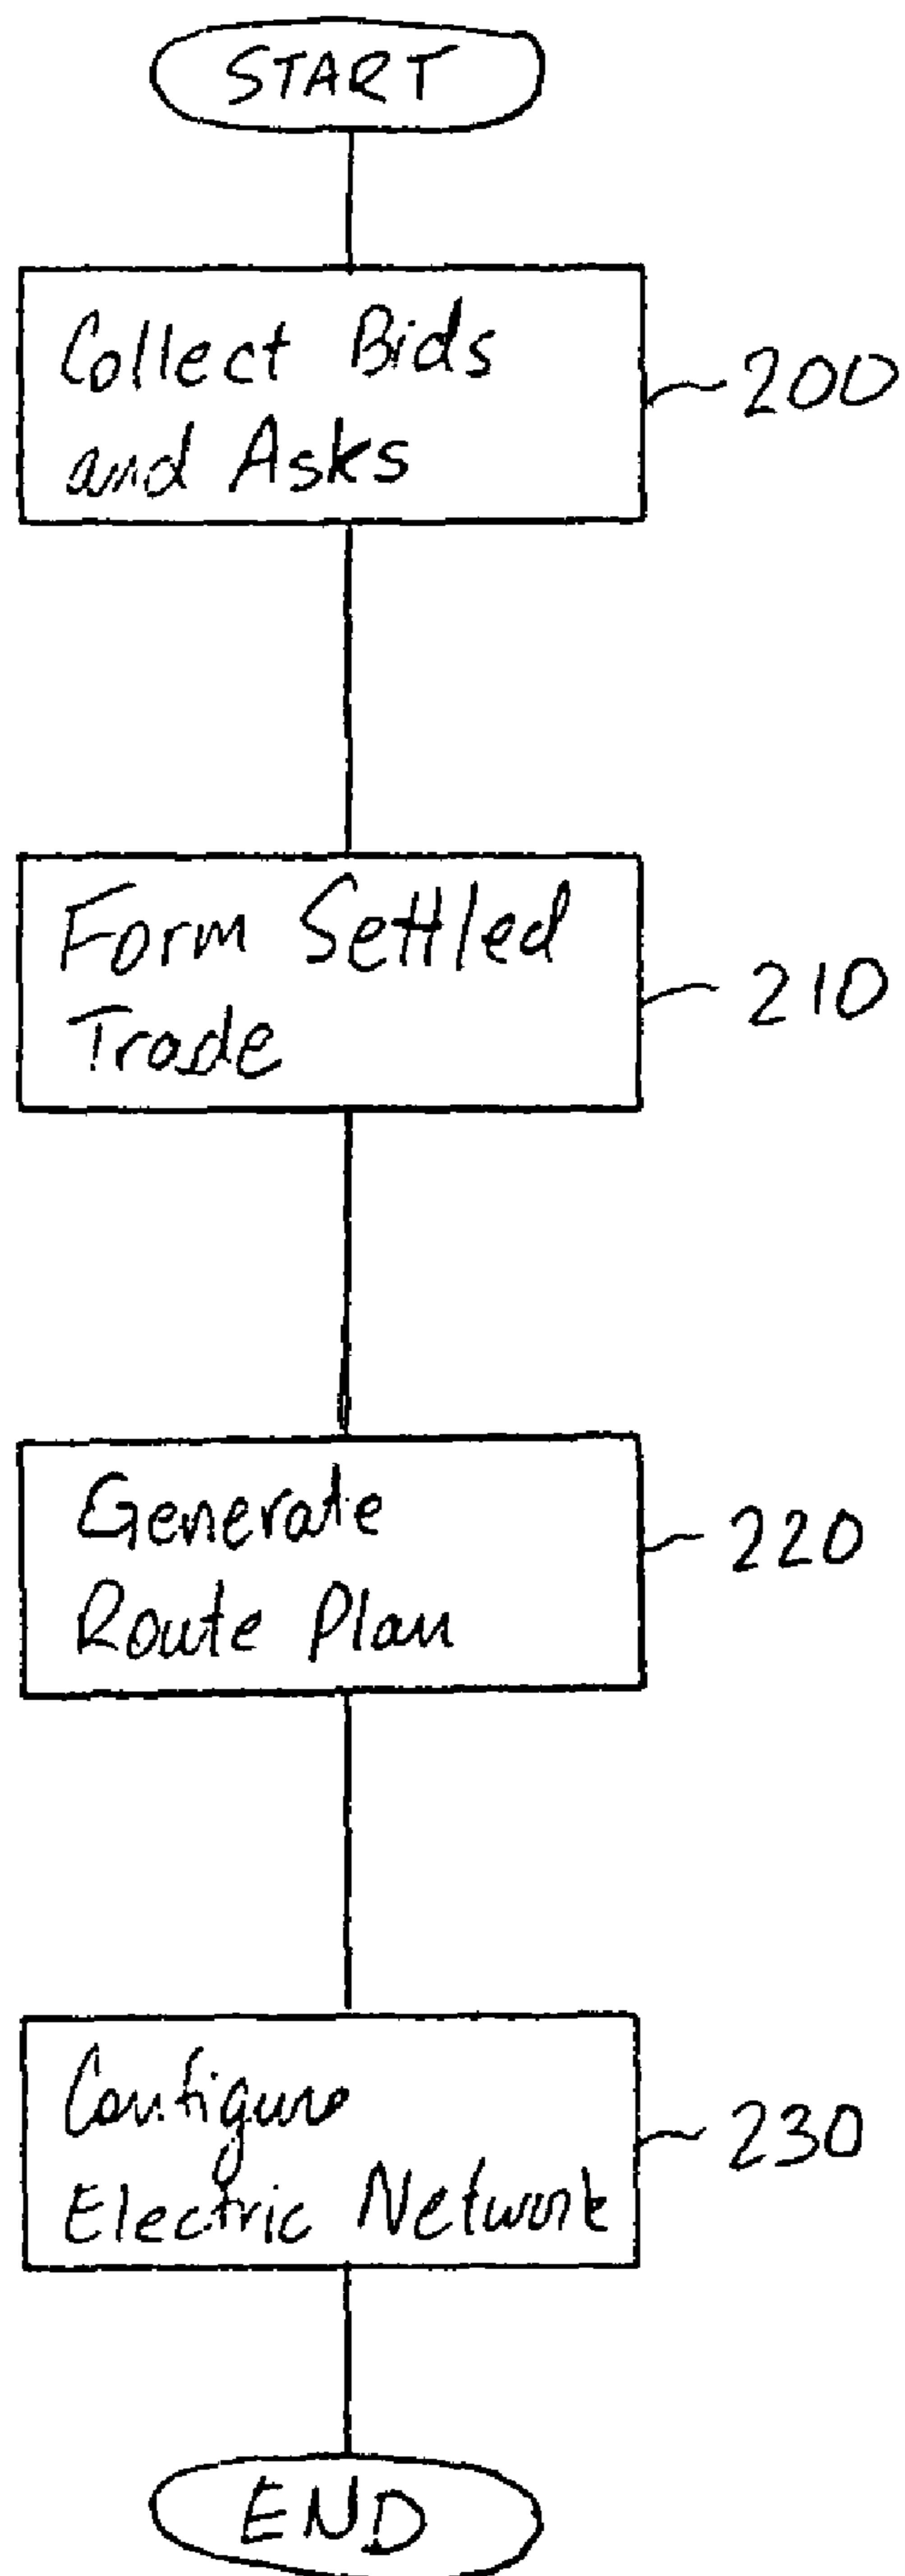 START
Collect Bids
and Asks
200
Form Settled
Trade
210
Generate
Route Plan
220
Configure
Electric Network
230
END